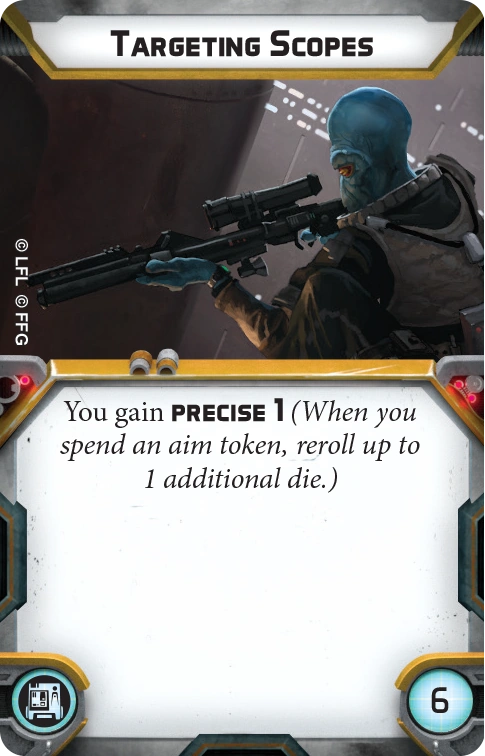 Targeting Scopes
© LFL © FFG
You gain PRECISE 1 (When you
spend an aim token, reroll up to
1 additional die.)
6